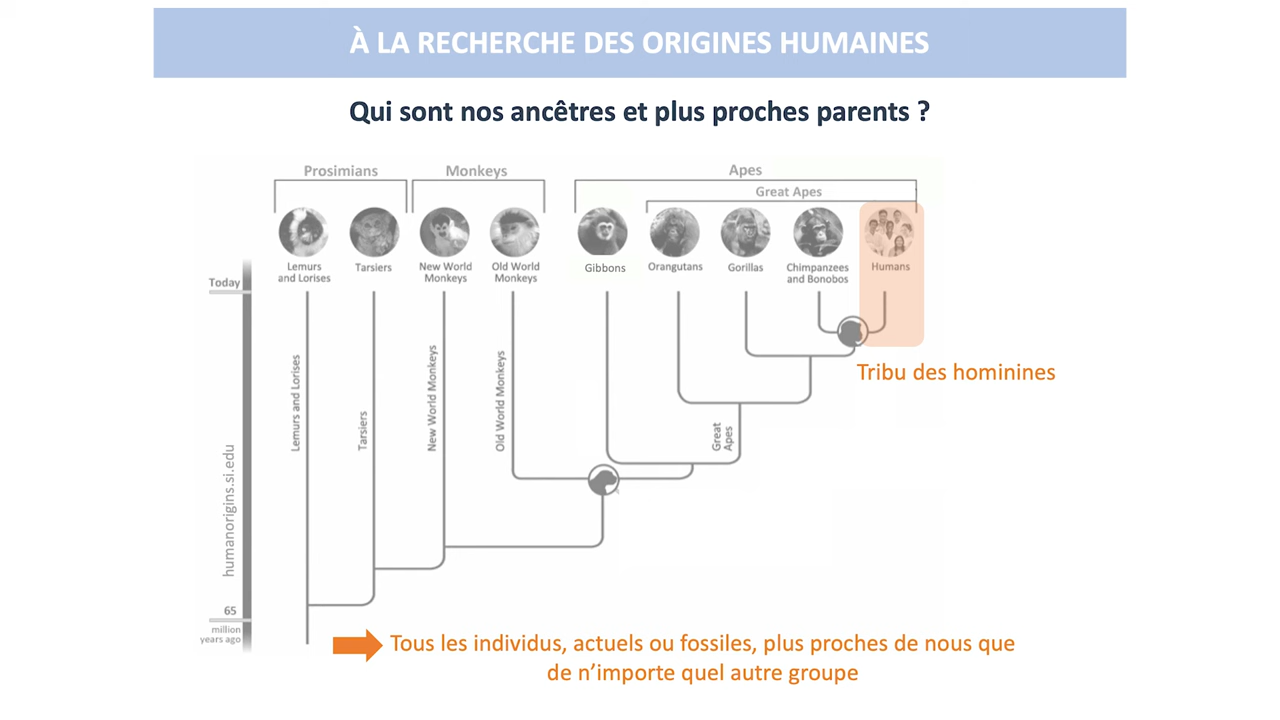 À LA RECHERCHE DES ORIGINES HUMAINES
Qui sont nos ancêtres et plus proches parents ?
Prosimians
Monkeys
Apes
Great Apes
Lemurs
and Lorises
Tarsiers
New World
Monkeys
Old World
Monkeys
Gibbons
Orangutans
Gorillas
Chimpanzees
and Bonobos
Humans
Today
Lemurs and Lorises
Tarsiers
New World Monkeys
Old World Monkeys
Great
Apes
Tribu des hominines
humanorigins.si.edu
65
million
years ago
Tous les individus, actuels ou fossiles, plus proches de nous que
de n’importe quel autre groupe